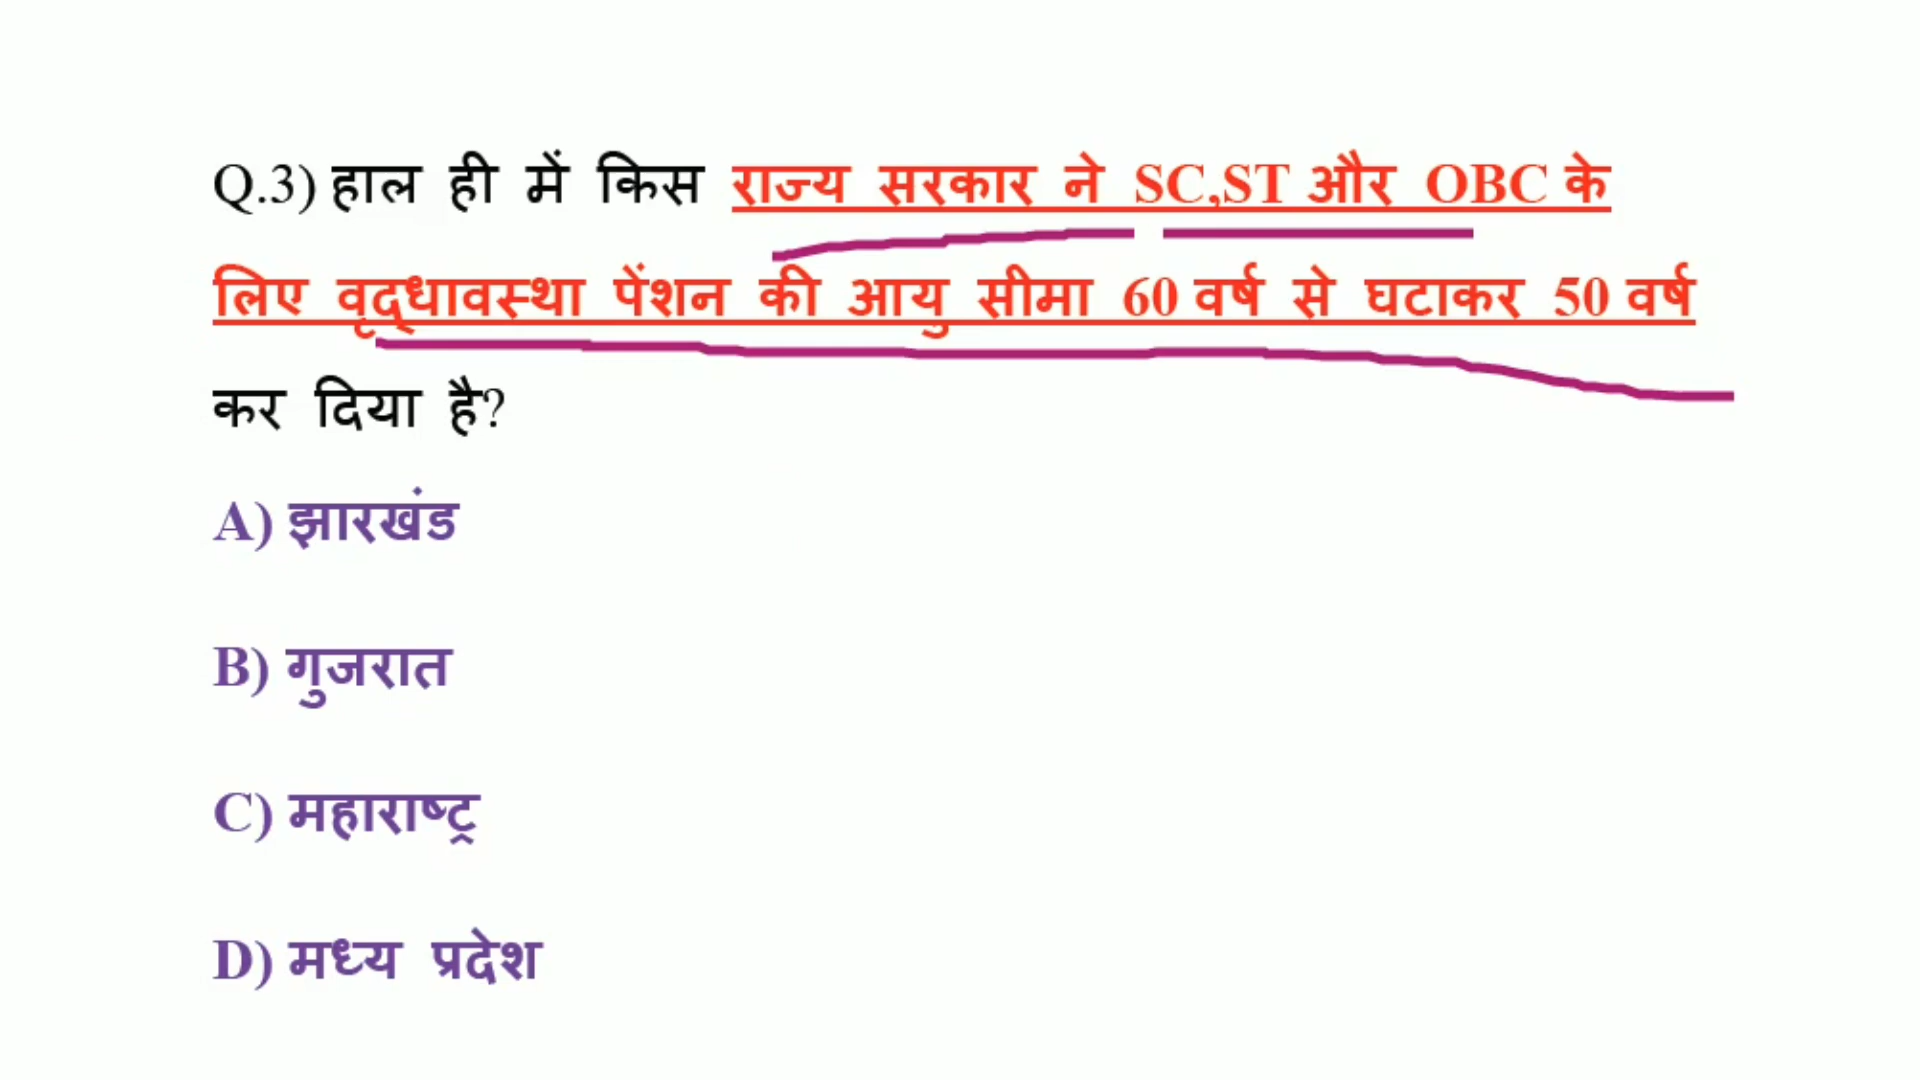 Q.3) हाल ही में किस राज्य सरकार ने SC,ST और OBC के
लिए वृद्धावस्था पेंशन की आयु सीमा 60 वर्ष से घटाकर 50 वर्ष
कर दिया है?
A) झारखंड
B) गुजरात
C) महाराष्ट्र
D) मध्य प्रदेश